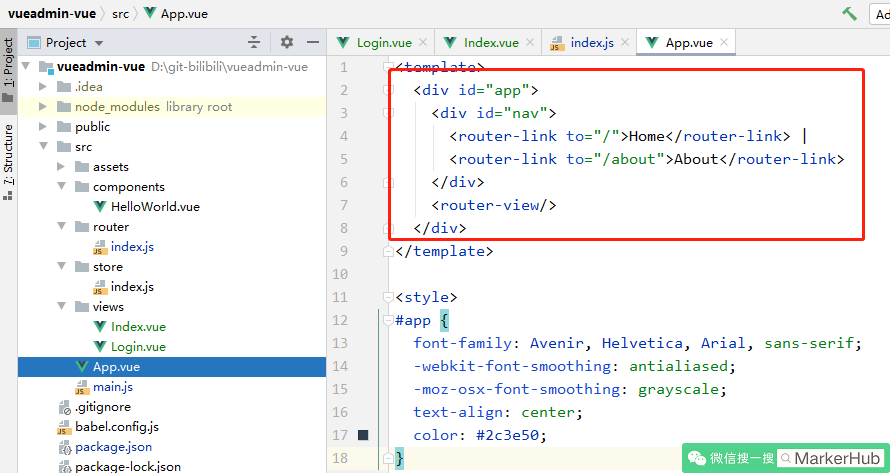 vueadmin-vue src App.vue Ad
1: Project
7: Structure
Project
vueadmin-vue D:\git-bilibili\vueadmin-vue
.idea
node_modules library root
public
src
assets
components
HelloWorld.vue
router
index.js
store
index.js
views
Index.vue
Login.vue
App.vue
main.js
.gitignore
babel.config.js
package.json
package-lock.json
Login.vue Index.vue index.js App.vue
1 <template>
2 <div id="app">
3 <div id="nav">
4 <router-link to="/">Home</router-link> |
5 <router-link to="/about">About</router-link>
6 </div>
7 <router-view/>
8 </div>
9 </template>
10
11 <style>
12 #app {
13 font-family: Avenir, Helvetica, Arial, sans-serif;
14 -webkit-font-smoothing: antialiased;
15 -moz-osx-font-smoothing: grayscale;
16 text-align: center;
17 color: #2c3e50;
18 }
微信搜一搜 MarkerHub